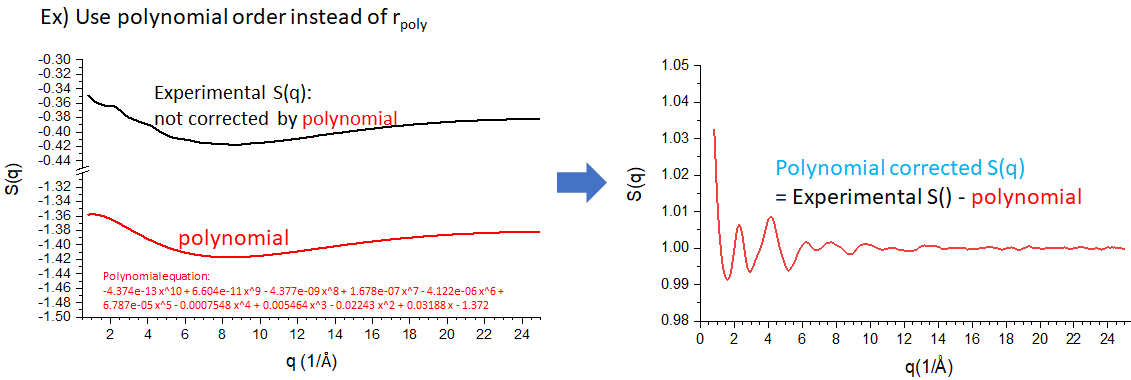 Ex) Use polynomial order instead of rpoly
-0.30
-0.32
-0.34
-0.36
-0.38
-0.40
-0.42
-0.44
-1.32
-1.34
-1.36
-1.38
-1.40
-1.42
-1.44
-1.46
-1.48
-1.50
S(q)
Experimental S(q):
not corrected by polynomial
polynomial
Polynomial equation:
-4.374e-13 x^10 + 6.604e-11 x^9 - 4.377e-09 x^8 + 1.678e-07 x^7 - 4.122e-06 x^6 +
6.787e-05 x^5 - 0.0007548 x^4 + 0.005464 x^3 - 0.02243 x^2 + 0.03188 x - 1.372
2 4 6 8 10 12 14 16 18 20 22 24
q (1/Å)
1.05
1.04
1.03
1.02
1.01
1.00
0.99
0.98
S(q)
Polynomial corrected S(q)
= Experimental S() - polynomial
0 2 4 6 8 10 12 14 16 18 20 22 24
q(1/Å)